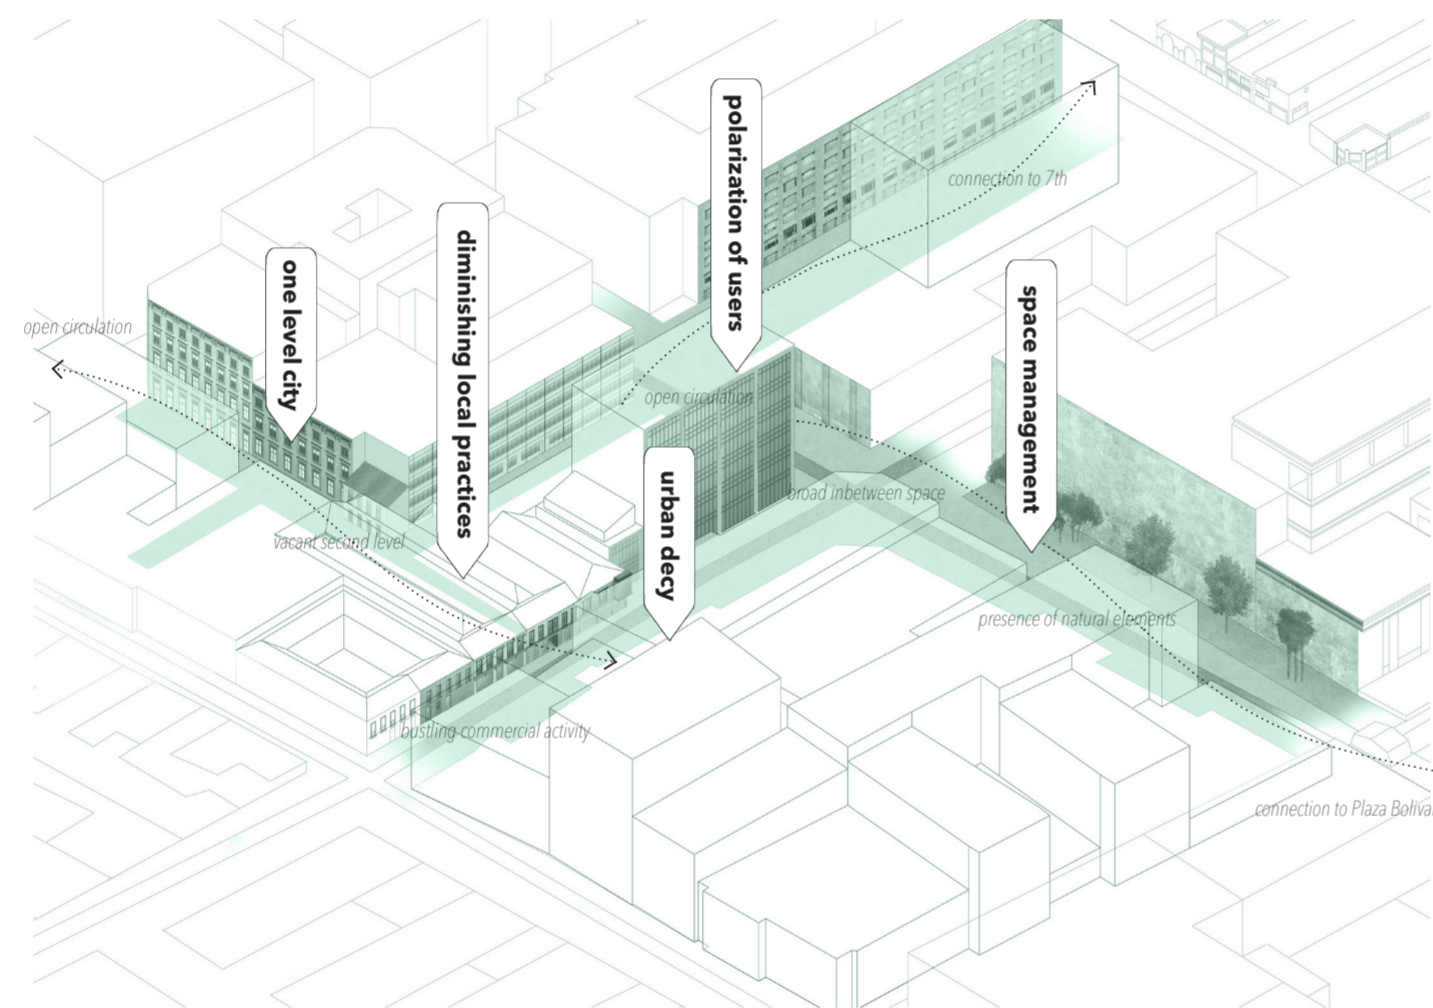 polarization of users
connection to 7th
diminishing local practices
one level city
space management
open circulation
open circulation
urban decy
broad inbetween space
vacant second level
presence of natural elements
bustling commercial activity
connection to Plaza Boliva